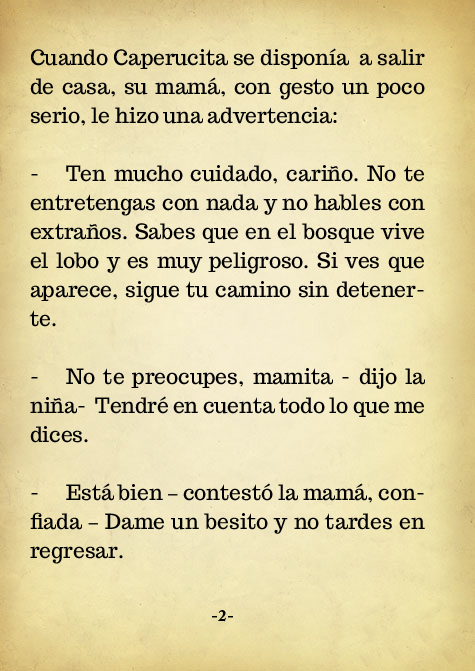 Cuando Caperucita se disponía  a salir
de casa, su mamá, con gesto un poco
serio, le hizo una advertencia:
-    Ten mucho cuidado, cariño. No te
entretengas con nada y no hables con
extraños. Sabes que en el bosque vive
el lobo y es muy peligroso. Si ves que
aparece, sigue tu camino sin detener-
te.
-    No te preocupes, mamita - dijo la
niña-  Tendré en cuenta todo lo que me
dices.
-    Está bien – contestó la mamá, con-
fiada – Dame un besito y no tardes en
regresar.
-2-